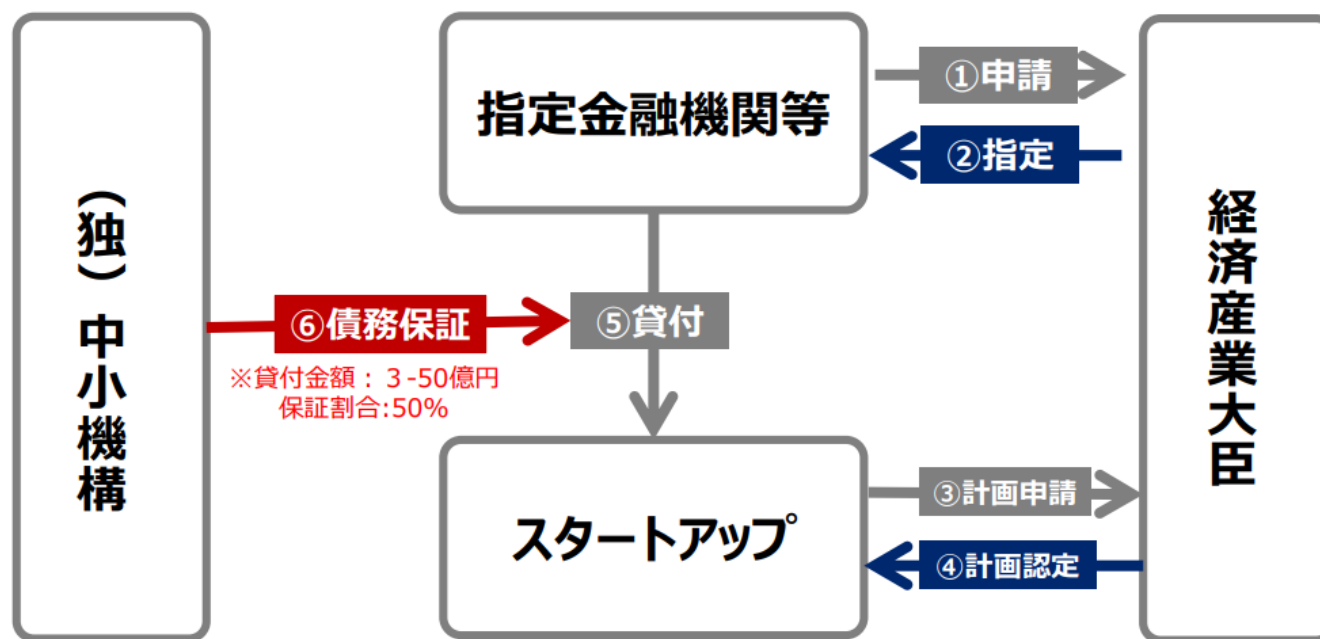 （独）中小機構
指定金融機関等
①申請
②指定
経済産業大臣
⑥債務保証
⑤貸付
※貸付金額：３-50億円
保証割合:50%
スタートアップ
③計画申請
④計画認定